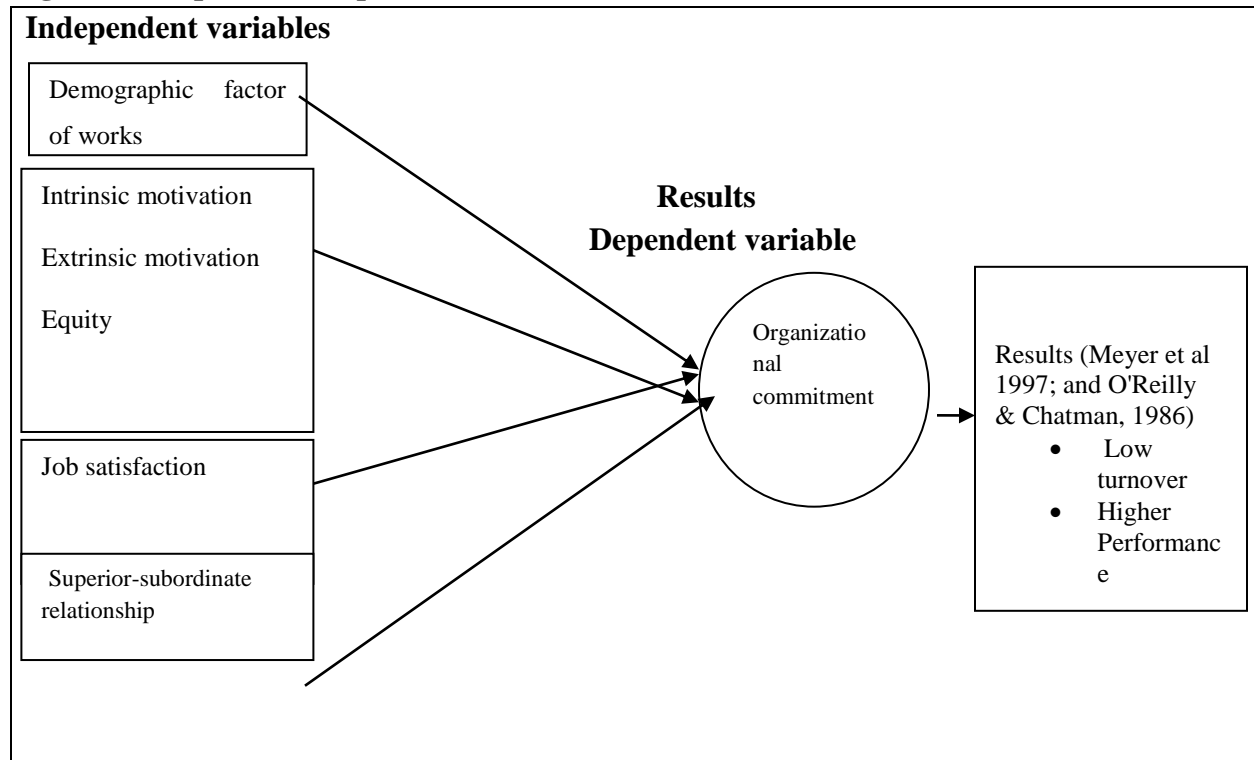 Independent variables
Demographic factor
of works
Intrinsic motivation
Extrinsic motivation
Equity
Job satisfaction
Superior-subordinate
relationship
Results
Dependent variable
Organizatio
nal
commitment
Results (Meyer et al
1997; and O'Reilly
& Chatman, 1986)
• Low
turnover
• Higher
Performanc
e